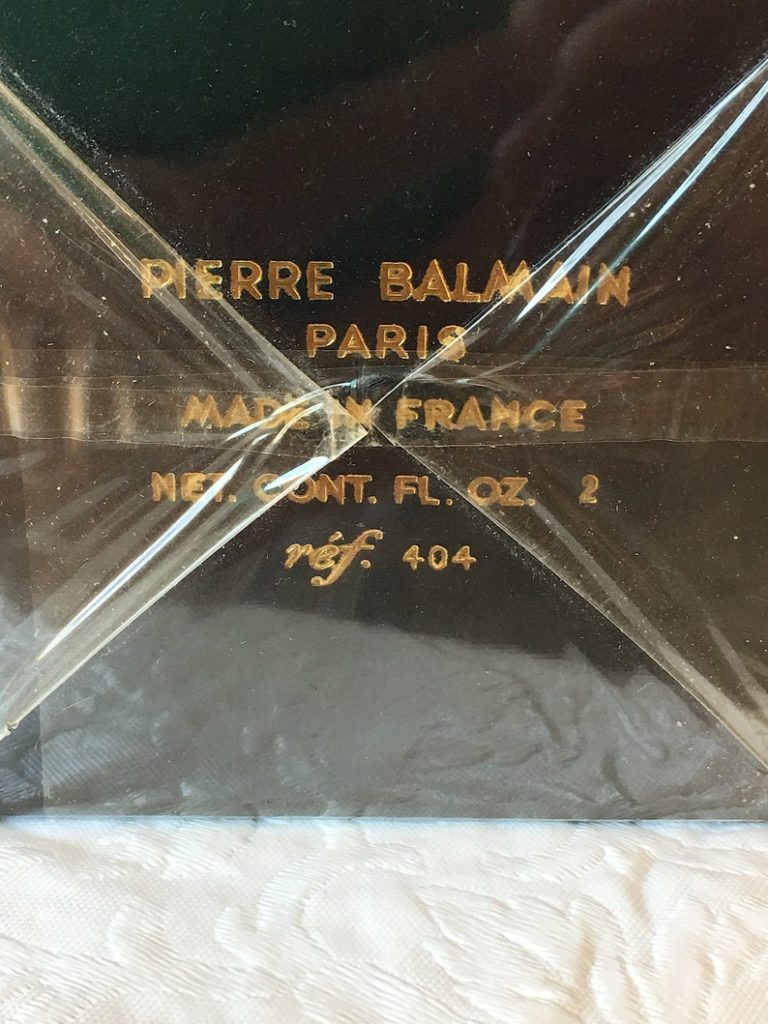 PIERRE BALMAIN
PARIS
MADE IN FRANCE
NET. CONT. FL. OZ. 2
réf. 404